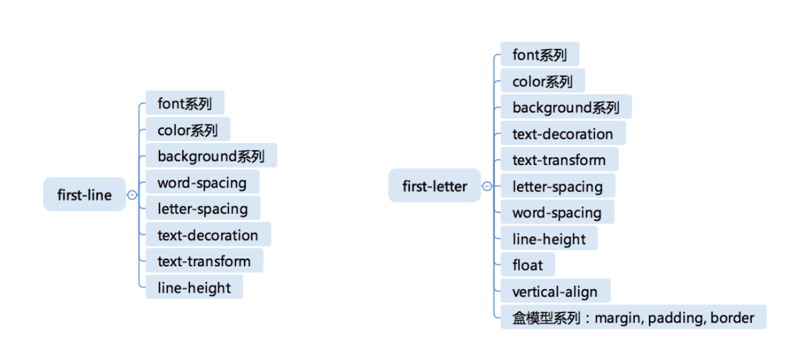 first-line
font系列
color系列
background系列
word-spacing
letter-spacing
text-decoration
text-transform
line-height
first-letter
font系列
color系列
background系列
text-decoration
text-transform
letter-spacing
word-spacing
line-height
float
vertical-align
盒模型系列：margin, padding, border